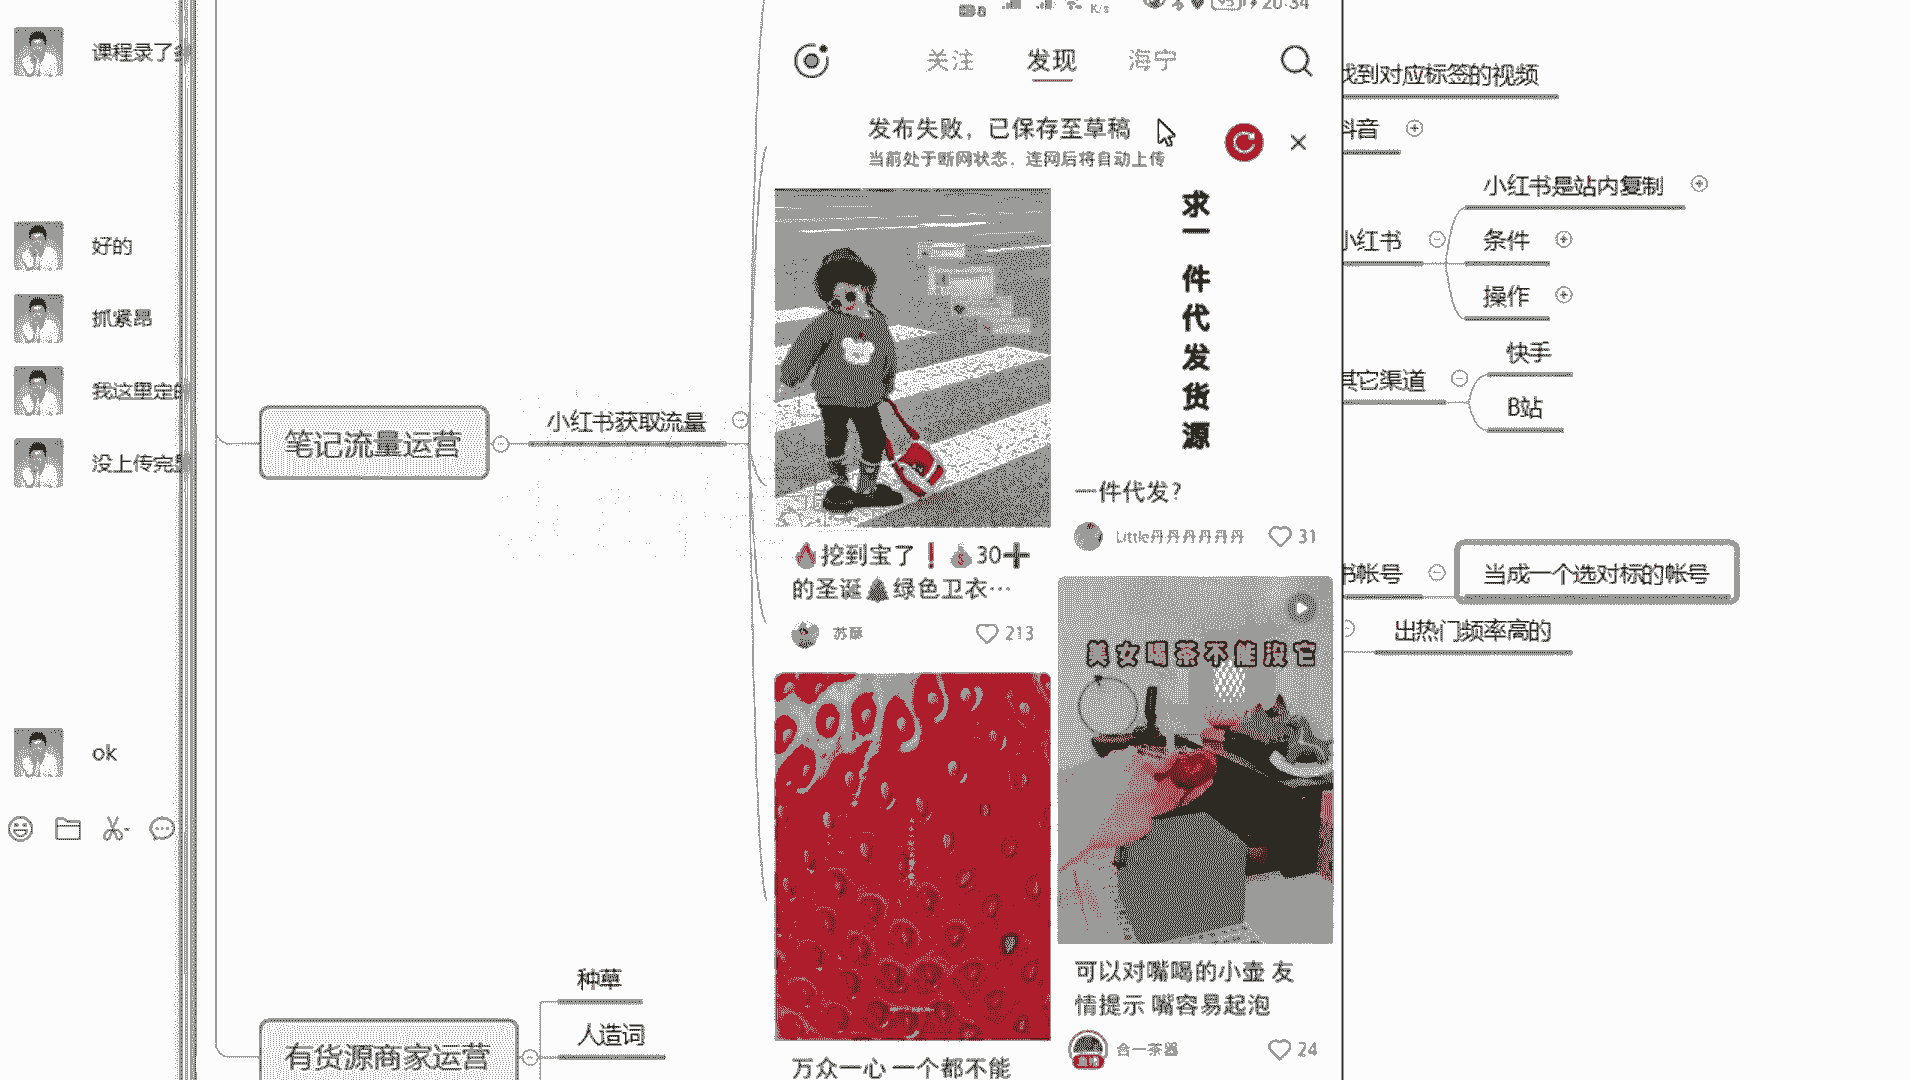 课程录了
好的
抓紧昂
我这里定
没上传完
ok
笔记流量运营
小红书获取流量
种草
人造词
有货源商家运营
K/s
20:34
关注
发现
海宁
发布失败，已保存至草稿
当前处于断网状态，连网后将自动上传
🔥挖到宝了❗💰30➕
的圣诞🌲绿色卫衣…
苏酥
213
万众一心 一个都不能
求一件代发货源
一件代发？
Little丹丹丹丹丹丹
31
美女喝茶不能没它
可以对嘴喝的小壶 友
情提示 嘴容易起泡
合一茶器
24
找到对应标签的视频
抖音
小红书
小红书是站内复制
条件
操作
其它渠道
快手
B站
书帐号
当成一个选对标的帐号
出热门频率高的